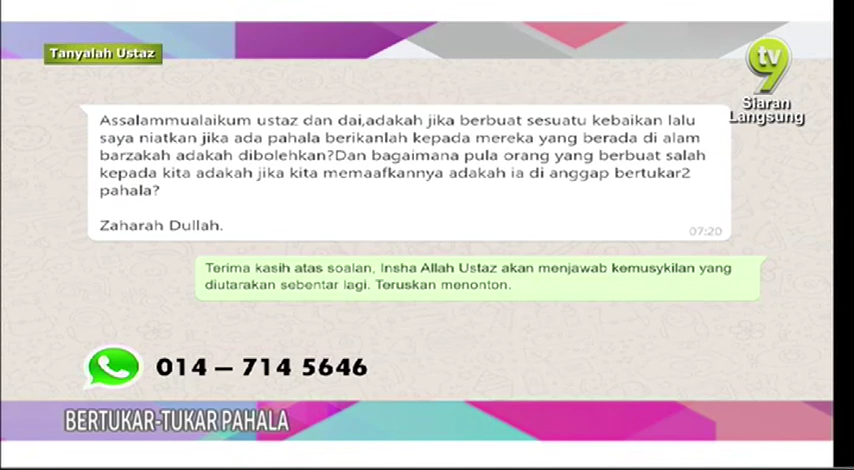 Tanyalah Ustaz
tv
9
Siaran
Langsung
Assalammualaikum ustaz dan dai,adakah jika berbuat sesuatu kebaikan lalu
saya niatkan jika ada pahala berikanlah kepada mereka yang berada di alam
barzakah adakah dibolehkan?Dan bagaimana pula orang yang berbuat salah
kepada kita adakah jika kita memaafkannya adakah ia di anggap bertukar2
pahala?
Zaharah Dullah.
07:20
Terima kasih atas soalan, Insha Allah Ustaz akan menjawab kemusykilan yang
diutarakan sebentar lagi. Teruskan menonton.
014 – 714 5646
BERTUKAR-TUKAR PAHALA